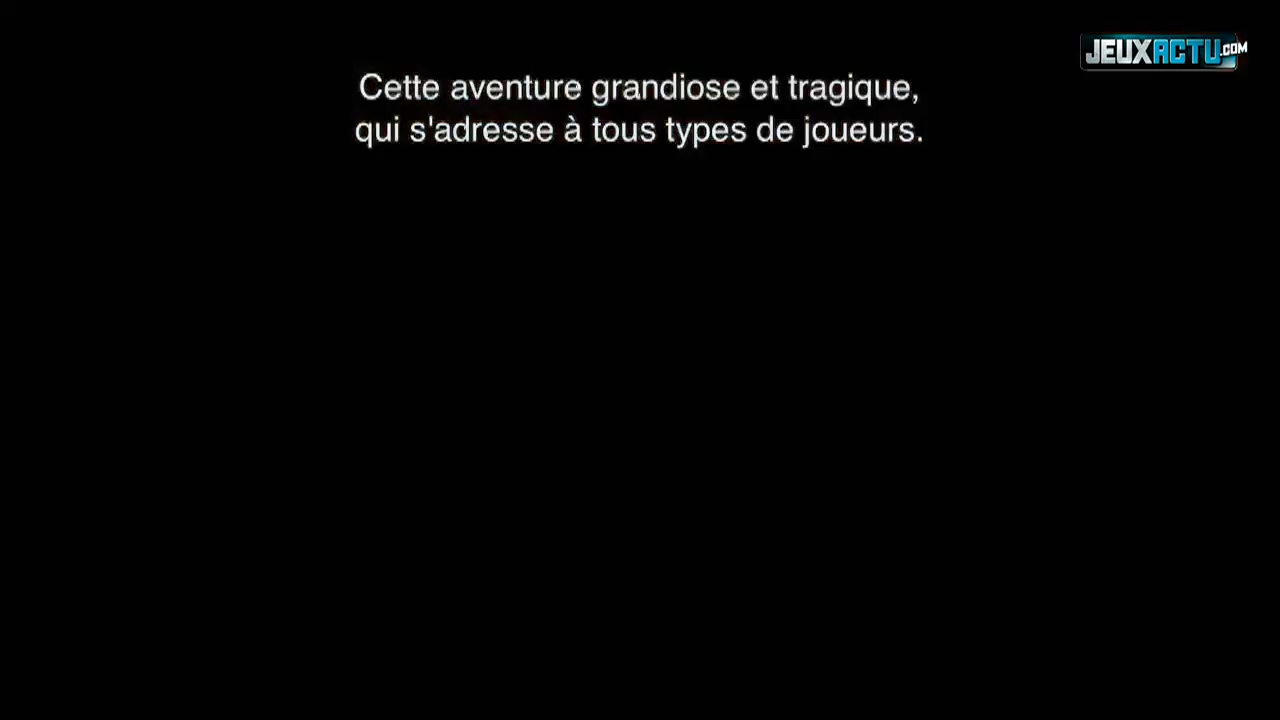 JEUXACTU.COM
Cette aventure grandiose et tragique,
qui s'adresse à tous types de joueurs.